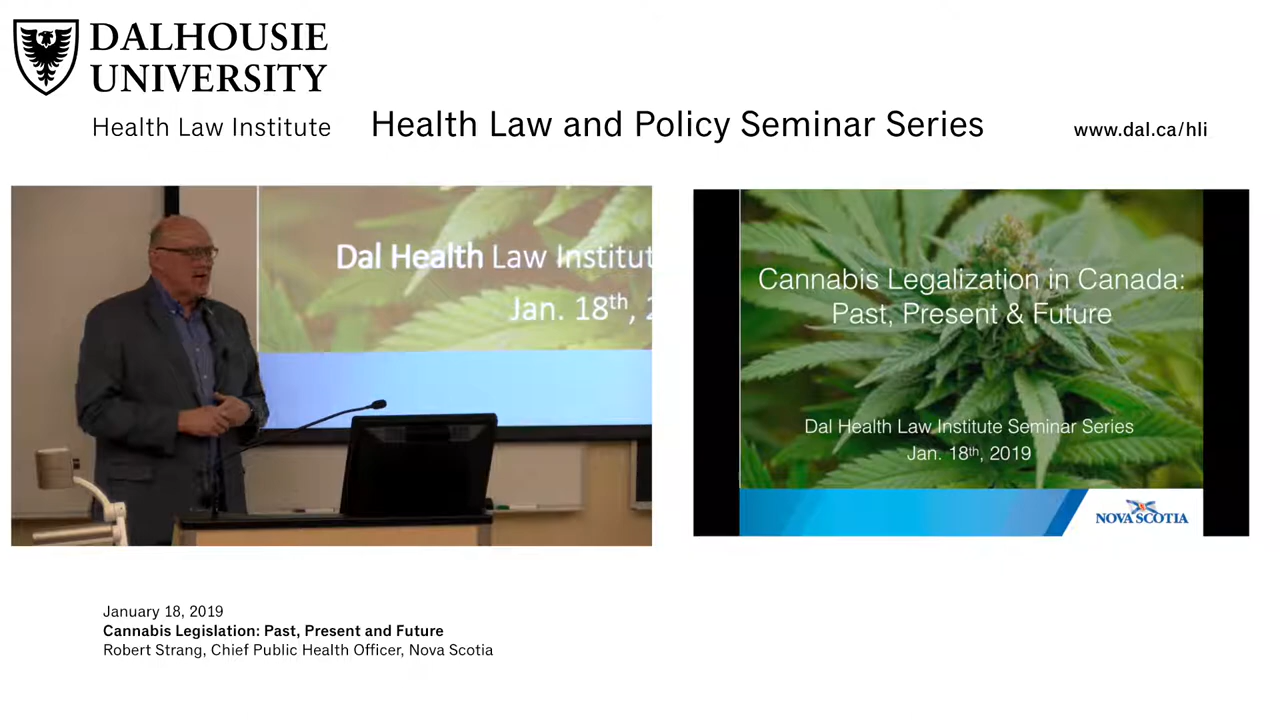 DALHOUSIE
UNIVERSITY
Health Law Institute
Health Law and Policy Seminar Series
www.dal.ca/hli
Dal Health Law Institut
Jan. 18th, 2
Cannabis Legalization in Canada:
Past, Present & Future
Dal Health Law Institute Seminar Series
Jan. 18th, 2019
NOVA SCOTIA
January 18, 2019
Cannabis Legislation: Past, Present and Future
Robert Strang, Chief Public Health Officer, Nova Scotia